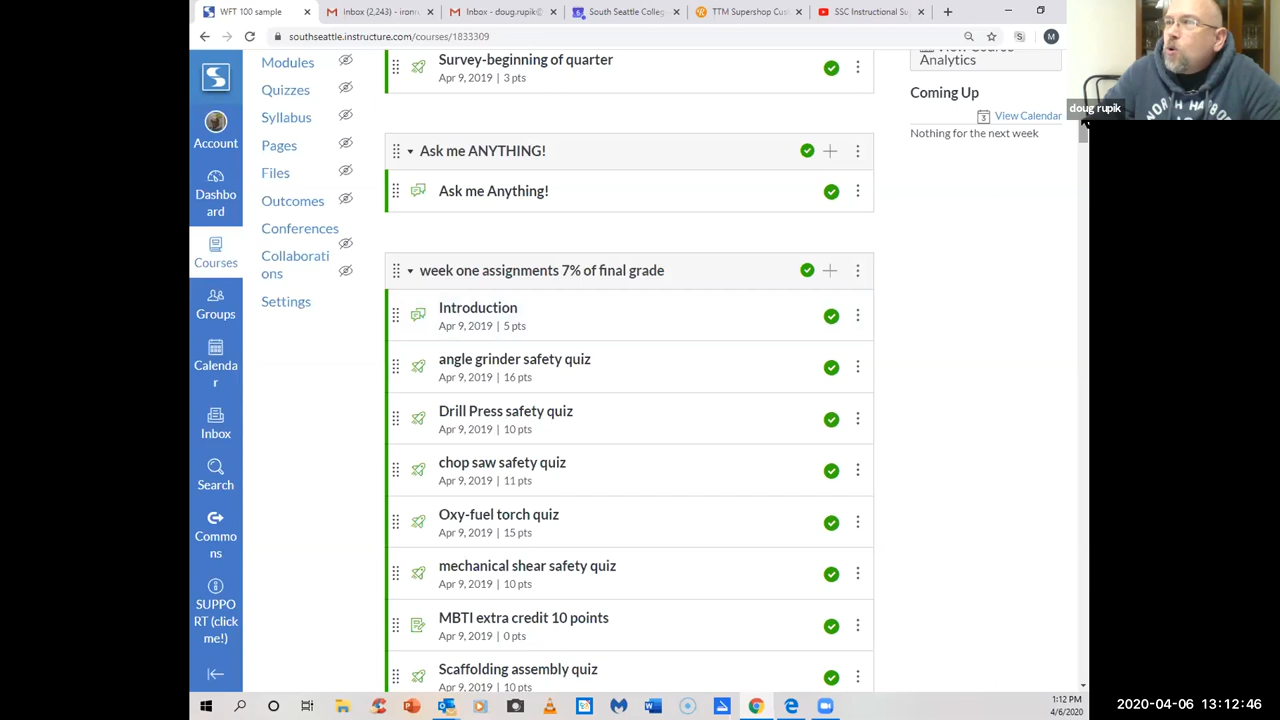 WFT 100 sample
Inbox (2,243) - ironr
Inbox - doug.rupik@
South Seattle Colleg
TTM Supershop Cus
SSC Instructional Su
southseattle.instructure.com/courses/1833309
M
doug rupik
Account
Dashbo
ard
Courses
Groups
Calenda
r
Inbox
Search
Commo
ns
SUPPO
RT (click
me!)
Modules
Quizzes
Syllabus
Pages
Files
Outcomes
Conferences
Collaborati
ons
Settings
Survey-beginning of quarter
Apr 9, 2019 | 3 pts
Ask me ANYTHING!
Ask me Anything!
week one assignments 7% of final grade
Introduction
Apr 9, 2019 | 5 pts
angle grinder safety quiz
Apr 9, 2019 | 16 pts
Drill Press safety quiz
Apr 9, 2019 | 10 pts
chop saw safety quiz
Apr 9, 2019 | 11 pts
Oxy-fuel torch quiz
Apr 9, 2019 | 15 pts
mechanical shear safety quiz
Apr 9, 2019 | 10 pts
MBTI extra credit 10 points
Apr 9, 2019 | 0 pts
Scaffolding assembly quiz
Apr 9, 2019 | 10 pts
View Course
Analytics
Coming Up
3
View Calendar
Nothing for the next week
1:12 PM
4/6/2020
2020-04-06 13:12:46